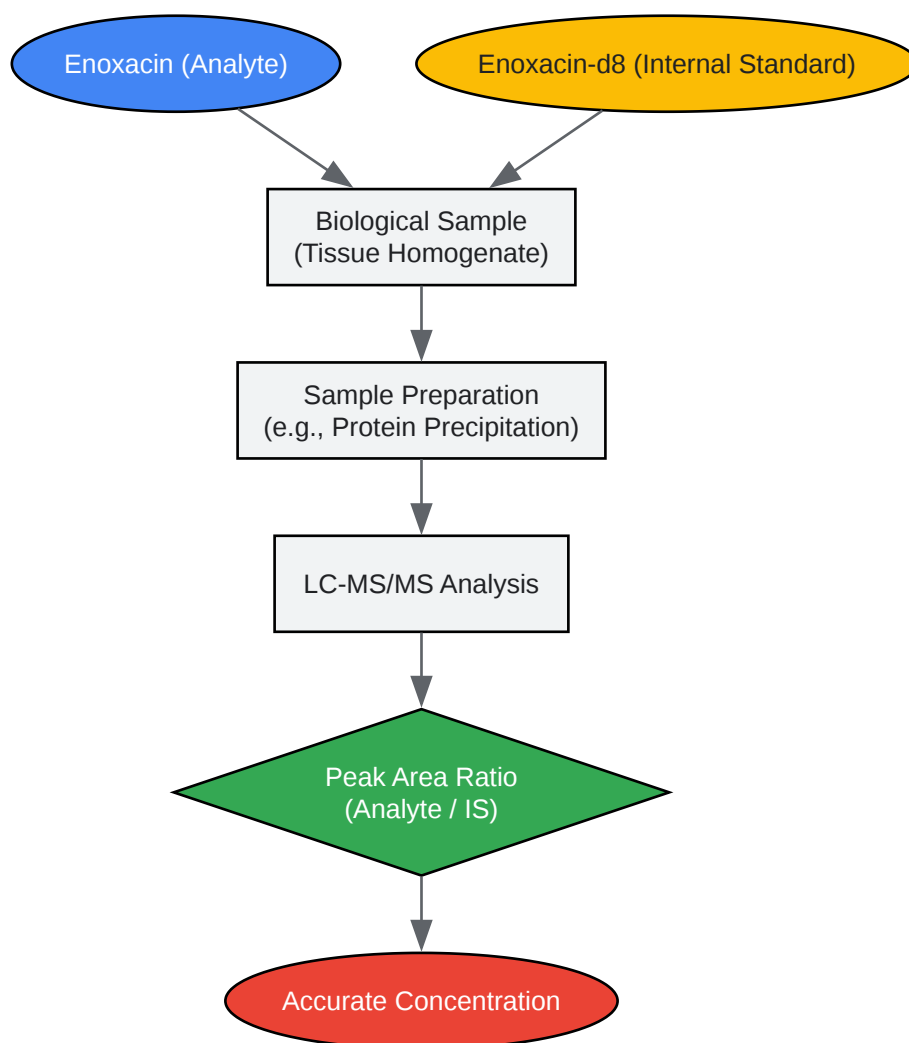 Enoxacin (Analyte)
Enoxacin-d8 (Internal Standard)
Biological Sample
(Tissue Homogenate)
Sample Preparation
(e.g., Protein Precipitation)
LC-MS/MS Analysis
Peak Area Ratio
(Analyte / IS)
Accurate Concentration